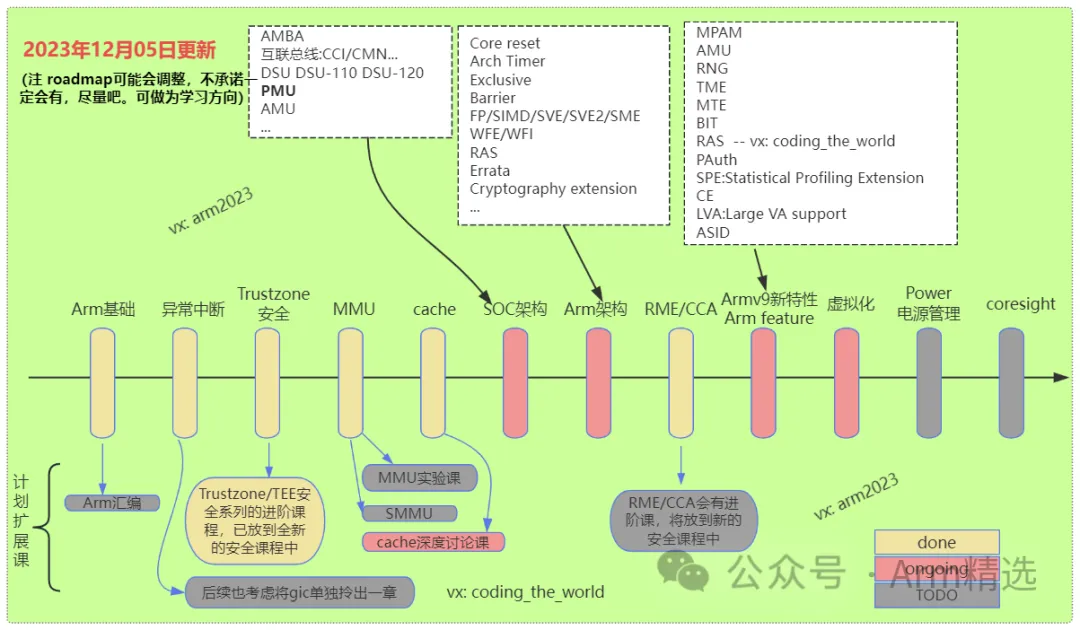 2023年12月05日更新
(注 roadmap可能会调整，不承诺一
定会有，尽量吧。可做为学习方向)
AMBA
互联总线:CCI/CMN...
DSU DSU-110 DSU-120
PMU
AMU
...
Core reset
Arch Timer
Exclusive
Barrier
FP/SIMD/SVE/SVE2/SME
WFE/WFI
RAS
Errata
Cryptography extension
...
MPAM
AMU
RNG
TME
MTE
BIT
RAS -- vx: coding_the_world
PAuth
SPE:Statistical Profiling Extension
CE
LVA:Large VA support
ASID
vx: arm2023
Arm基础
异常中断
Trustzone
安全
MMU
cache
SOC架构
Arm架构
RME/CCA
Armv9新特性
Arm feature
虚拟化
Power
电源管理
coresight
计
划
扩
展
课
Arm汇编
Trustzone/TEE安
全系列的进阶课
程，已放到全新
的安全课程中
MMU实验课
SMMU
cache深度讨论课
后续也考虑将gic单独拎出一章
RME/CCA会有进
阶课，将放到新的
安全课程中
vx: arm2023
vx: coding_the_world
done
ongoing
TODO
公众号 · Arm精选